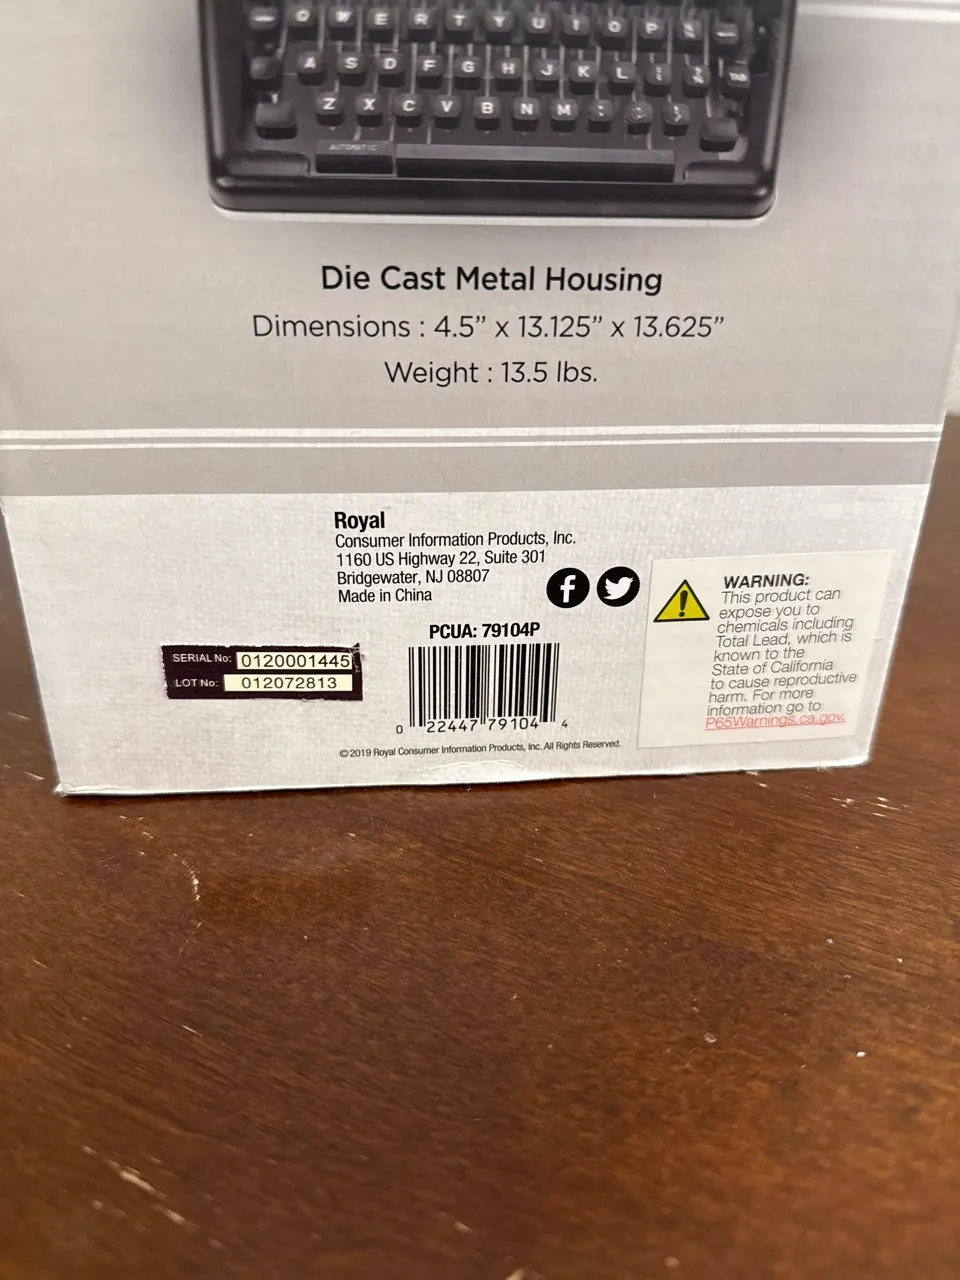 Q W E R T Y U I O P
A S D F G H J K L
Z X C V B N M
AUTOMATIC
Die Cast Metal Housing
Dimensions : 4.5” x 13.125” x 13.625”
Weight : 13.5 lbs.
Royal
Consumer Information Products, Inc.
1160 US Highway 22, Suite 301
Bridgewater, NJ 08807
Made in China
PCUA: 79104P
SERIAL No: 0120001445
LOT No: 012072813
0 22447 79104 4
©2019 Royal Consumer Information Products, Inc. All Rights Reserved.
WARNING:
This product can
expose you to
chemicals including
Total Lead, which is
known to the
State of California
to cause reproductive
harm. For more
information go to
P65Warnings.ca.gov.